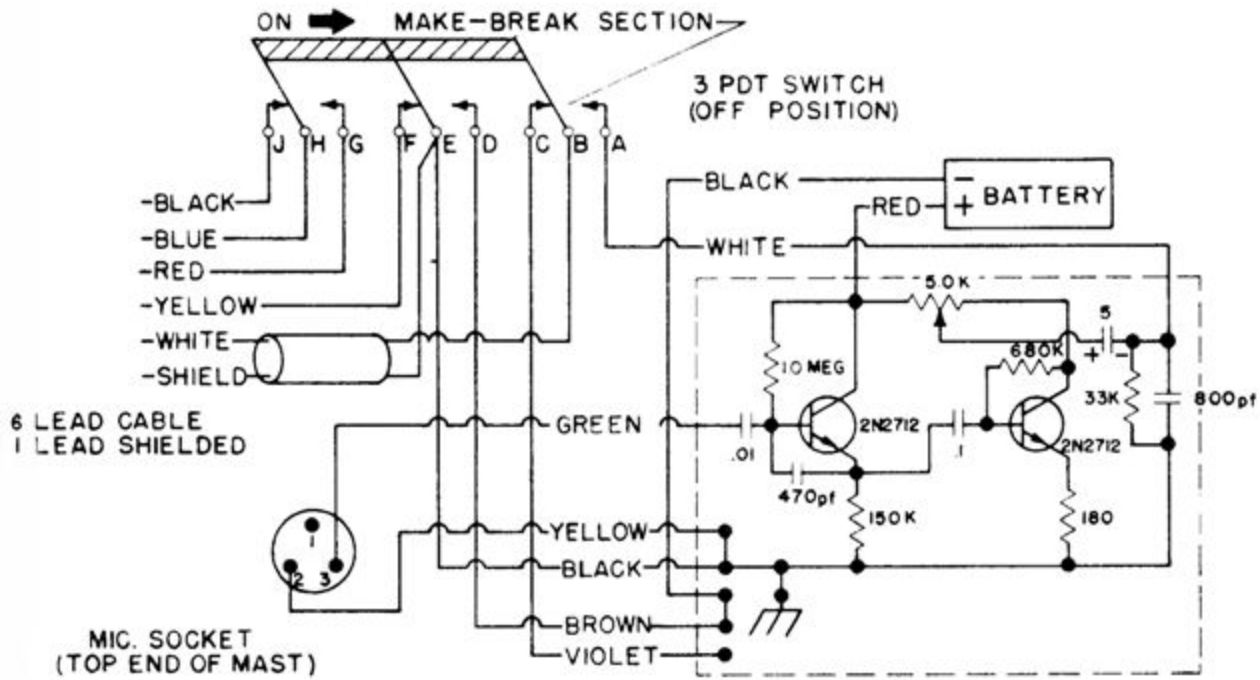 ON MAKE-BREAK SECTION
3 PDT SWITCH
(OFF POSITION)
J H G F E D C B A
-BLACK
-BLUE
-RED
-YELLOW
-WHITE
-SHIELD
6 LEAD CABLE
1 LEAD SHIELDED
BLACK
- BATTERY
RED +
WHITE
5.0K
5
+ -
680K
10 MEG
33K
800pf
GREEN
2N2712
2N2712
.01
.1
470pf
150K
180
1
2 3
YELLOW
BLACK
BROWN
VIOLET
MIC. SOCKET
(TOP END OF MAST)